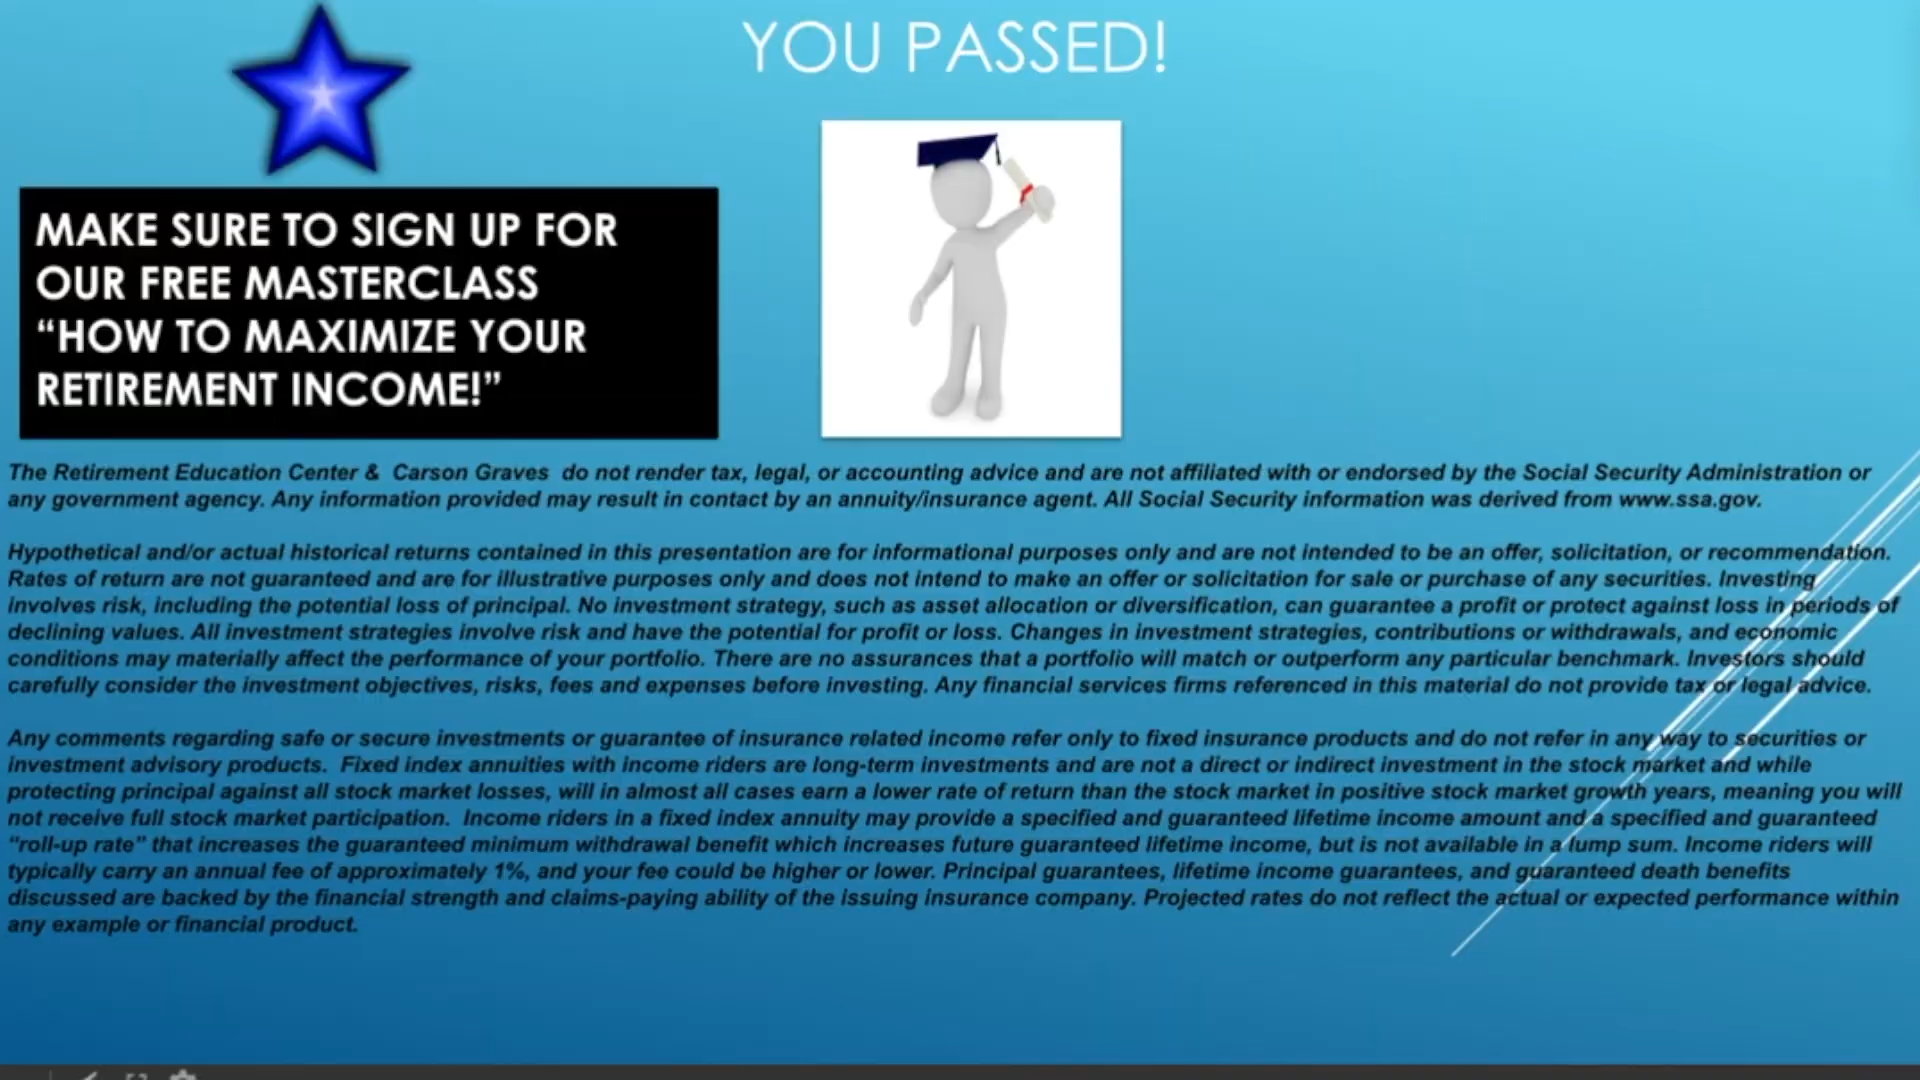 YOU PASSED!
MAKE SURE TO SIGN UP FOR
OUR FREE MASTERCLASS
“HOW TO MAXIMIZE YOUR
RETIREMENT INCOME!”
The Retirement Education Center &  Carson Graves  do not render tax, legal, or accounting advice and are not affiliated with or endorsed by the Social Security Administration or
any government agency. Any information provided may result in contact by an annuity/insurance agent. All Social Security information was derived from www.ssa.gov.
Hypothetical and/or actual historical returns contained in this presentation are for informational purposes only and are not intended to be an offer, solicitation, or recommendation.
Rates of return are not guaranteed and are for illustrative purposes only and does not intend to make an offer or solicitation for sale or purchase of any securities. Investing
involves risk, including the potential loss of principal. No investment strategy, such as asset allocation or diversification, can guarantee a profit or protect against loss in periods of
declining values. All investment strategies involve risk and have the potential for profit or loss. Changes in investment strategies, contributions or withdrawals, and economic
conditions may materially affect the performance of your portfolio. There are no assurances that a portfolio will match or outperform any particular benchmark. Investors should
carefully consider the investment objectives, risks, fees and expenses before investing. Any financial services firms referenced in this material do not provide tax or legal advice.
Any comments regarding safe or secure investments or guarantee of insurance related income refer only to fixed insurance products and do not refer in any way to securities or
investment advisory products.  Fixed index annuities with income riders are long-term investments and are not a direct or indirect investment in the stock market and while
protecting principal against all stock market losses, will in almost all cases earn a lower rate of return than the stock market in positive stock market growth years, meaning you will
not receive full stock market participation.  Income riders in a fixed index annuity may provide a specified and guaranteed lifetime income amount and a specified and guaranteed
“roll-up rate” that increases the guaranteed minimum withdrawal benefit which increases future guaranteed lifetime income, but is not available in a lump sum. Income riders will
typically carry an annual fee of approximately 1%, and your fee could be higher or lower. Principal guarantees, lifetime income guarantees, and guaranteed death benefits
discussed are backed by the financial strength and claims-paying ability of the issuing insurance company. Projected rates do not reflect the actual or expected performance within
any example or financial product.